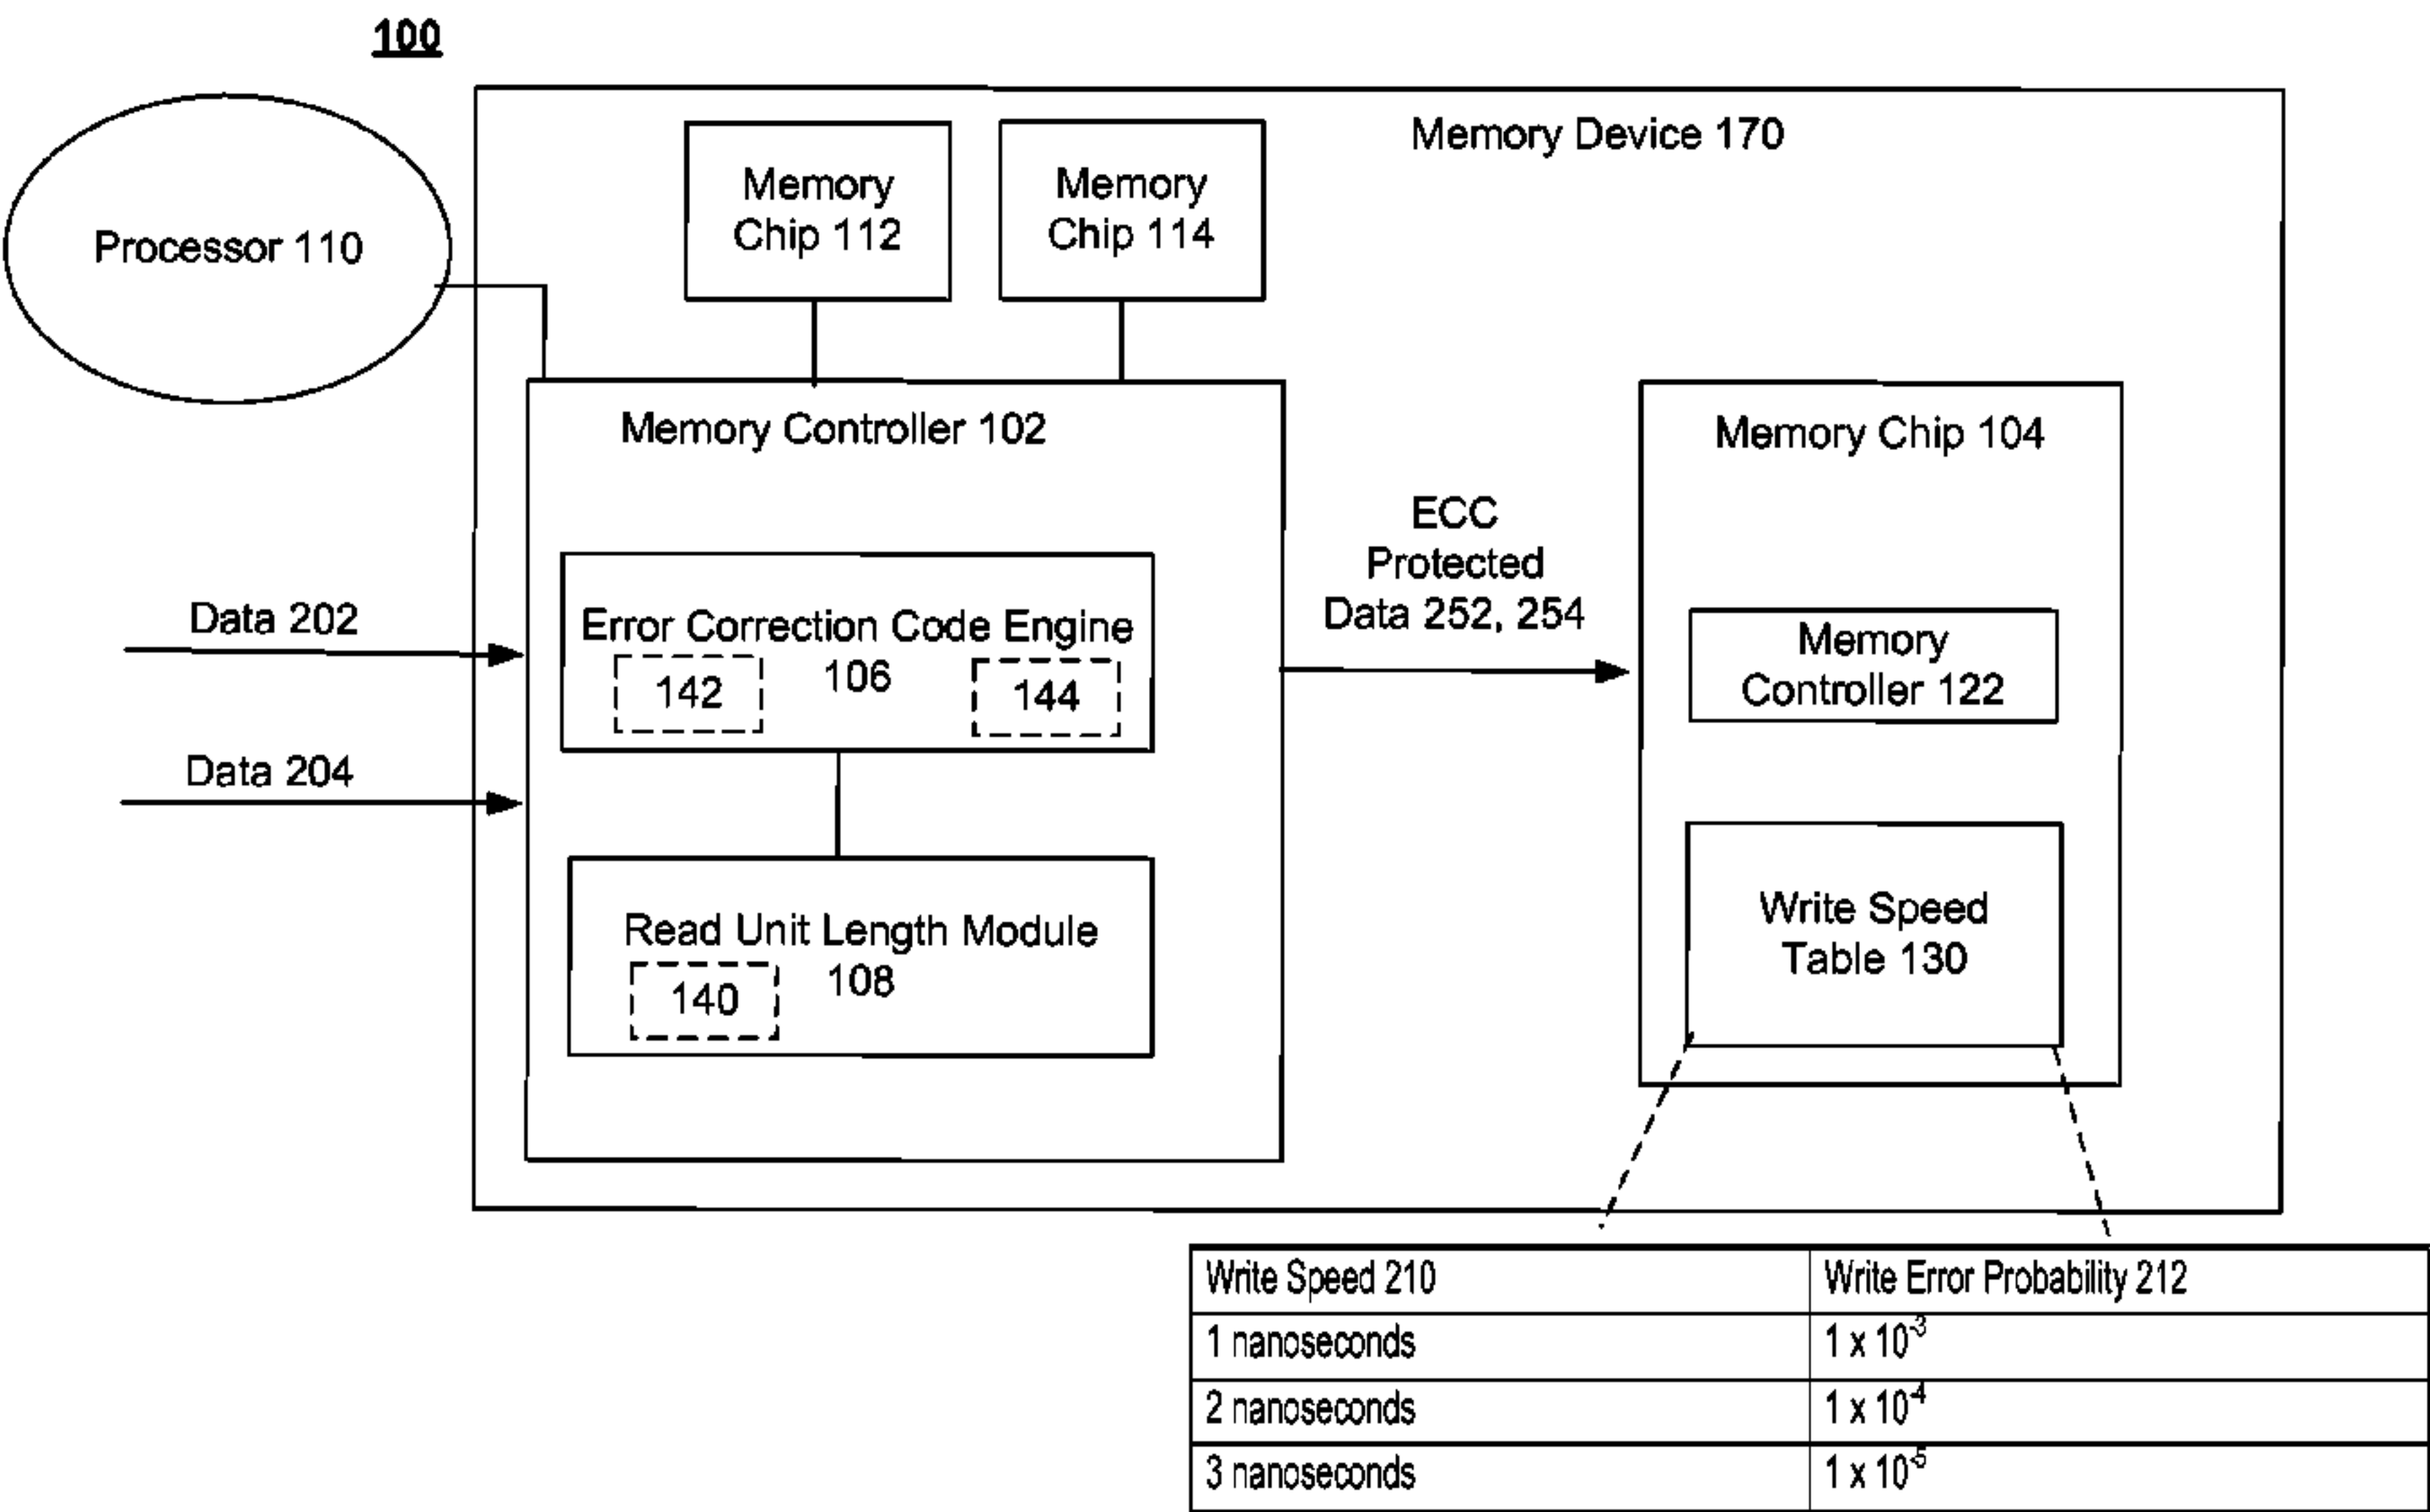 100
Memory Device 170
Processor 110
Memory
Chip 112
Memory
Chip 114
Memory Controller 102
Memory Chip 104
ECC
Protected
Data 252, 254
Data 202
Error Correction Code Engine
142
106
144
Memory
Controller 122
Data 204
Read Unit Length Module
140
108
Write Speed
Table 130
Write Speed 210 Write Error Probability 212
1 nanoseconds 1 x 10⁻³
2 nanoseconds 1 x 10⁻⁴
3 nanoseconds 1 x 10⁻⁵